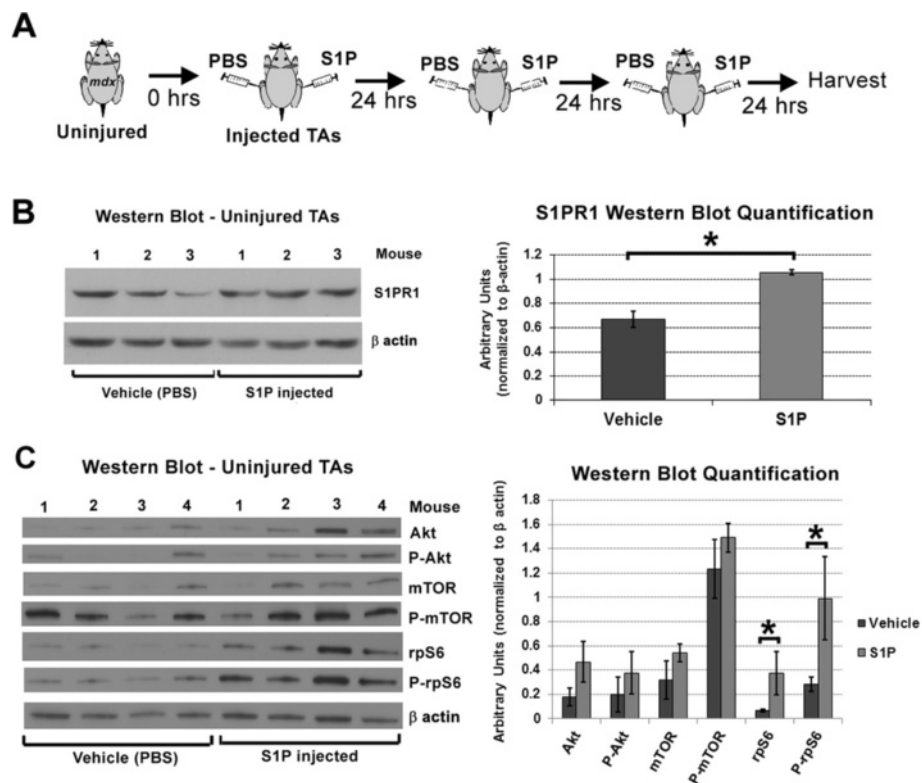 A
mdx
Uninjured
0 hrs
PBS
S1P
Injected TAs
24 hrs
PBS
S1P
24 hrs
PBS
S1P
24 hrs
Harvest
B
Western Blot - Uninjured TAs
1 2 3 1 2 3 Mouse
S1PR1
β actin
Vehicle (PBS) S1P injected
S1PR1 Western Blot Quantification
Arbitrary Units
(normalized to β-actin)
1.2
1
0.8
0.6
0.4
0.2
0
*
Vehicle S1P
C
Western Blot - Uninjured TAs
1 2 3 4 1 2 3 4 Mouse
Akt
P-Akt
mTOR
P-mTOR
rpS6
P-rpS6
β actin
Vehicle (PBS) S1P injected
Western Blot Quantification
Arbitrary Units (normalized to β actin)
1.8
1.6
1.4
1.2
1
0.8
0.6
0.4
0.2
0
*
*
Vehicle
S1P
Akt P-Akt mTOR P-mTOR rpS6 P-rpS6